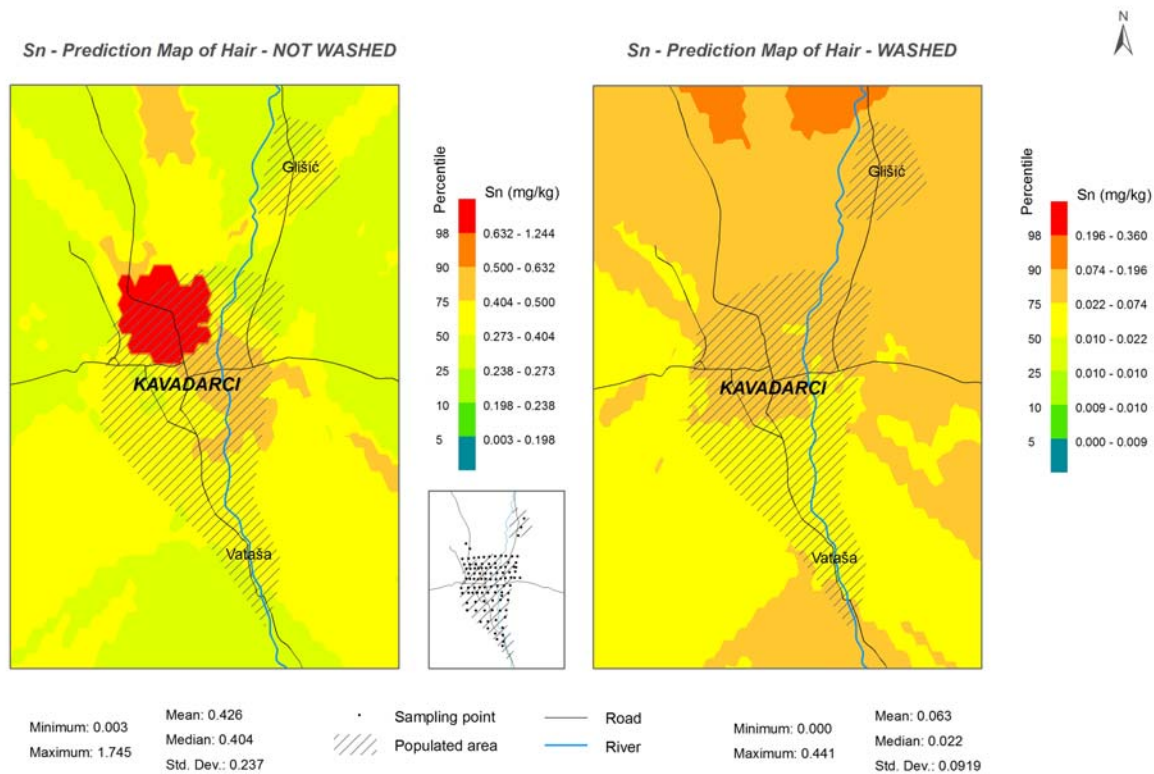 N
Sn - Prediction Map of Hair - NOT WASHED
Sn - Prediction Map of Hair - WASHED
Glišić
KAVADARCI
Vataša
Percentile
Sn (mg/kg)
98
0.632 - 1.244
90
0.500 - 0.632
75
0.404 - 0.500
50
0.273 - 0.404
25
0.238 - 0.273
10
0.198 - 0.238
5
0.003 - 0.198
Glišić
KAVADARCI
Vataša
Percentile
Sn (mg/kg)
98
0.196 - 0.360
90
0.074 - 0.196
75
0.022 - 0.074
50
0.010 - 0.022
25
0.010 - 0.010
10
0.009 - 0.010
5
0.000 - 0.009
Minimum: 0.003
Maximum: 1.745
Mean: 0.426
Median: 0.404
Std. Dev.: 0.237
Sampling point
Populated area
Road
River
Minimum: 0.000
Maximum: 0.441
Mean: 0.063
Median: 0.022
Std. Dev.: 0.0919